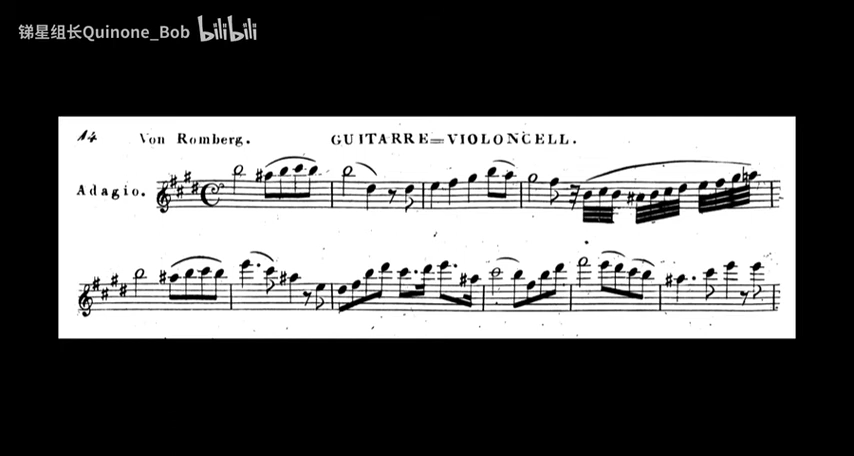 锑星组长Quinone_Bob bilibili
14 Von Romberg. GUITARRE=VIOLONCELL.
Adagio.